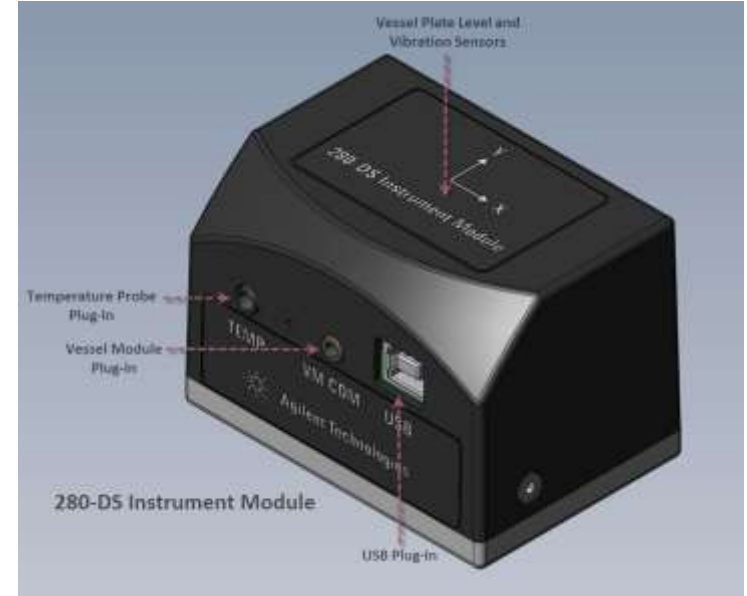 Vessel Plate Level and
Vibration Sensors
Y
X
280-DS Instrument Module
Temperature Probe
Plug-In
TEMP
Vessel Module
Plug-In
VM COM
USB
Agilent Technologies
280-DS Instrument Module
USB Plug-In